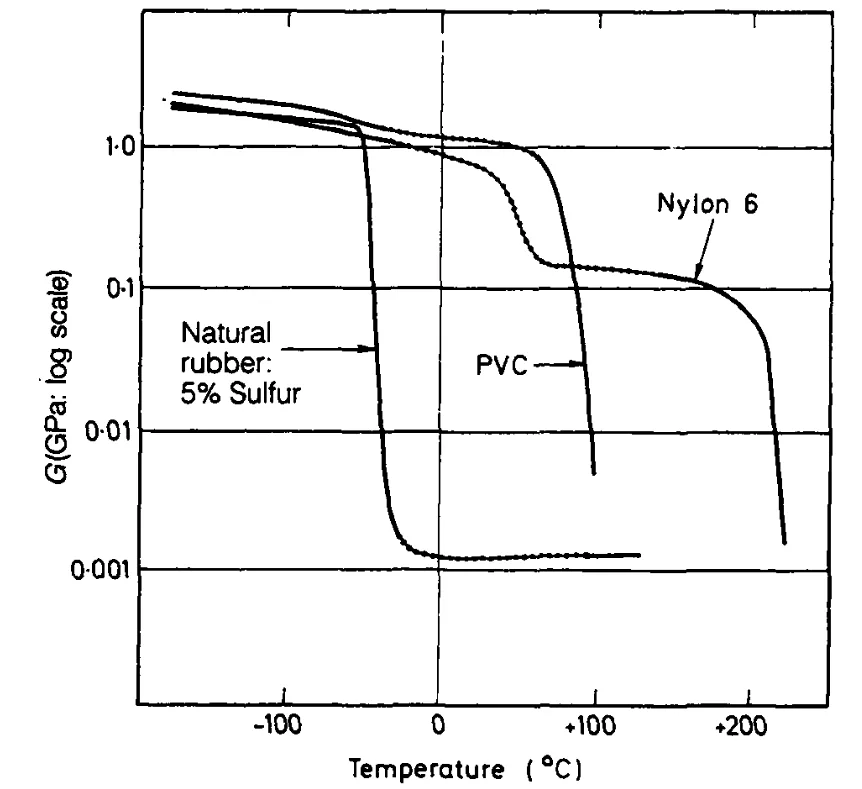 1·0
Nylon 6
0·1
Natural
rubber:
5% Sulfur
PVC
G(GPa: log scale)
0·01
0·001
-100
0
+100
+200
Temperature (°C)